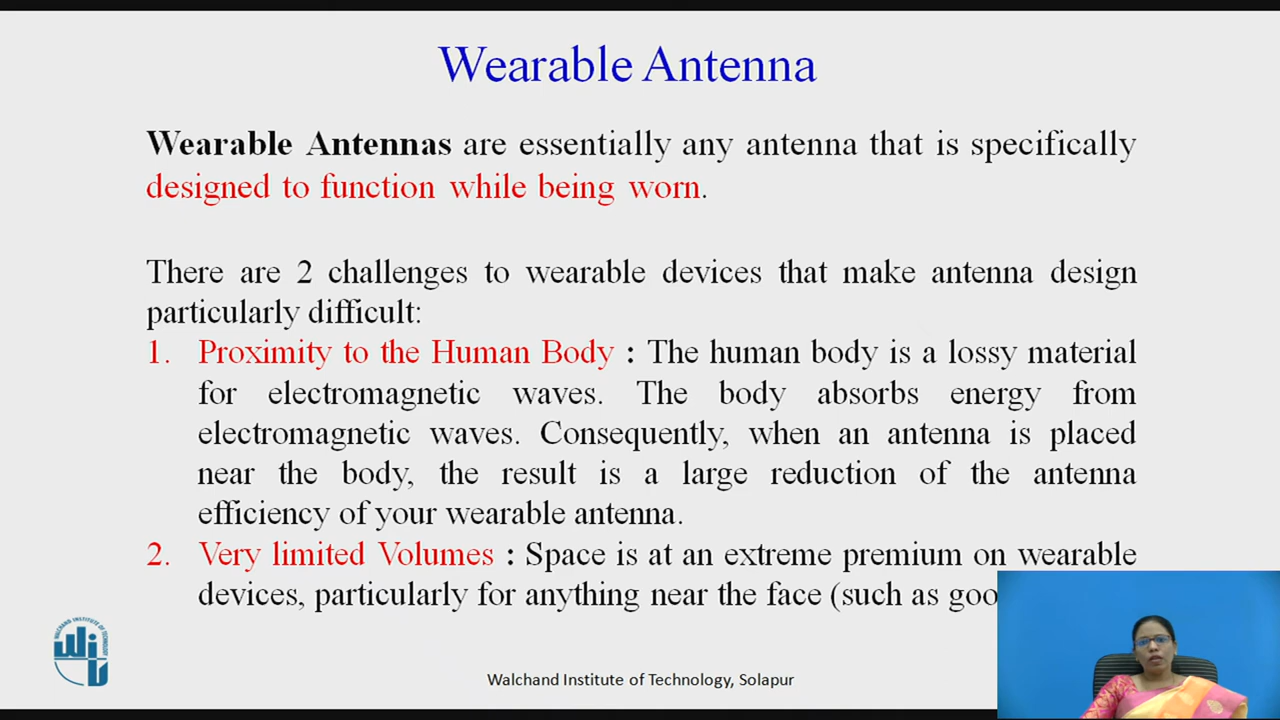 Wearable Antenna
Wearable Antennas are essentially any antenna that is specifically
designed to function while being worn.
There are 2 challenges to wearable devices that make antenna design
particularly difficult:
1. Proximity to the Human Body : The human body is a lossy material
for electromagnetic waves. The body absorbs energy from
electromagnetic waves. Consequently, when an antenna is placed
near the body, the result is a large reduction of the antenna
efficiency of your wearable antenna.
2. Very limited Volumes : Space is at an extreme premium on wearable
devices, particularly for anything near the face (such as
WALCHAND INSTITUTE OF TECHNOLOGY
WIT
Walchand Institute of Technology, Solapur